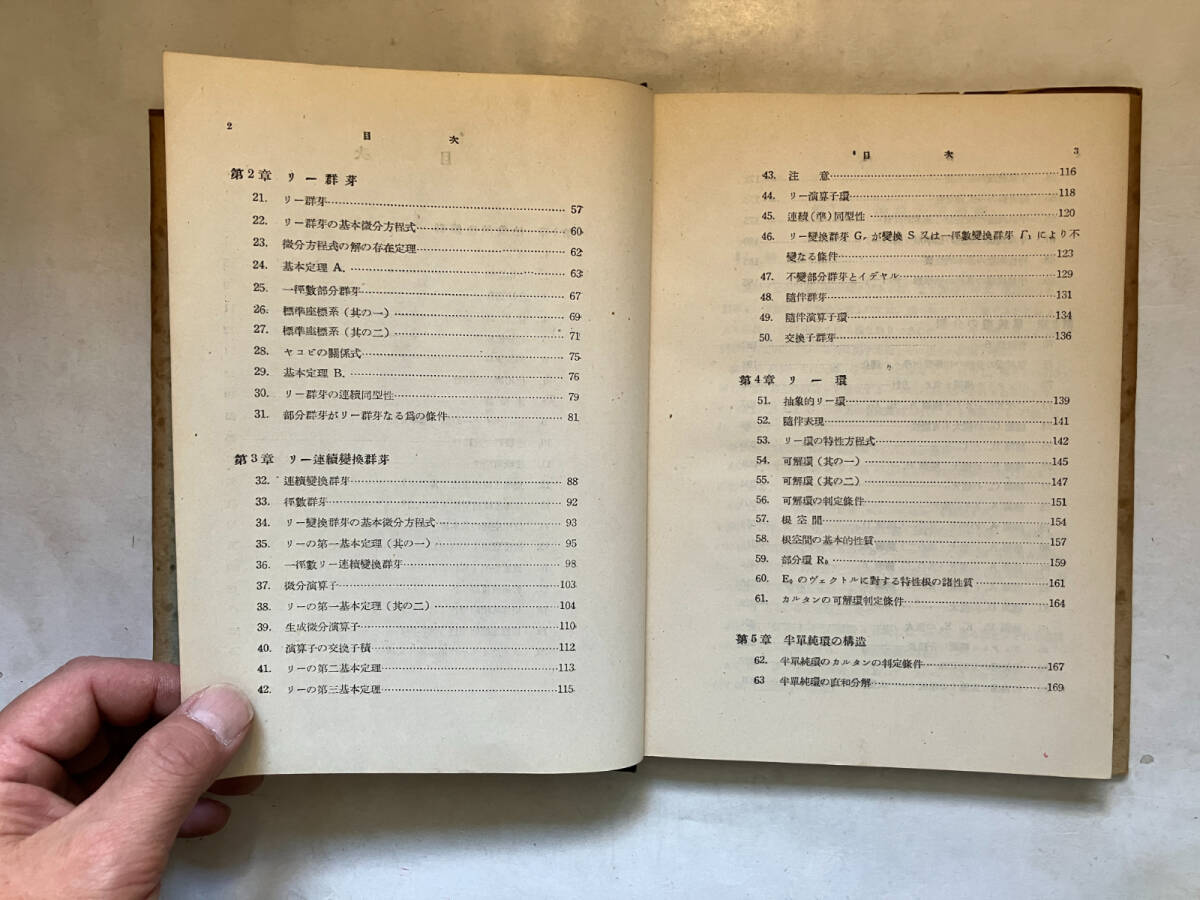 2
目 次
第2章 リー群芽
21. リー群芽 57
22. リー群芽の基本微分方程式 60
23. 微分方程式の解の存在定理 62
24. 基本定理 A. 63
25. 一徑數部分群芽 67
26. 標準座標系(其の一) 69
27. 標準座標系(其の二) 71
28. ヤコビの關係式 75
29. 基本定理 B. 76
30. リー群芽の連續同型性 79
31. 部分群芽がリー群芽なる爲の條件 81
第3章 リー連續變換群芽
32. 連續變換群芽 88
33. 徑數群芽 92
34. リー變換群芽の基本微分方程式 93
35. リーの第一基本定理(其の一) 95
36. 一徑數リー連續變換群芽 98
37. 微分演算子 103
38. リーの第一基本定理(其の二) 104
39. 生成微分演算子 110
40. 演算子の交換子積 112
41. リーの第二基本定理 113
42. リーの第三基本定理 115
目 次
3
43. 注 意 116
44. リー演算子環 118
45. 連續(準)同型性 120
46. リー變換群芽 Gᵣ が變換 S 又は一徑數變換群芽 Γ₁ により不
變なる條件 123
47. 不變部分群芽とイデヤル 129
48. 隨伴群芽 131
49. 隨伴演算子環 134
50. 交換子群芽 136
第4章 リー環
51. 抽象的リー環 139
52. 隨伴表現 141
53. リー環の特性方程式 142
54. 可解環(其の一) 145
55. 可解環(其の二) 147
56. 可解環の判定條件 151
57. 根空間 154
58. 根空間の基本的性質 157
59. 部分環 R₀ 159
60. E₀ のヴェクトルに對する特性根の諸性質 161
61. カルタンの可解環判定條件 164
第5章 半單純環の構造
62. 半單純環のカルタンの判定條件 167
63 半單純環の直和分解 169